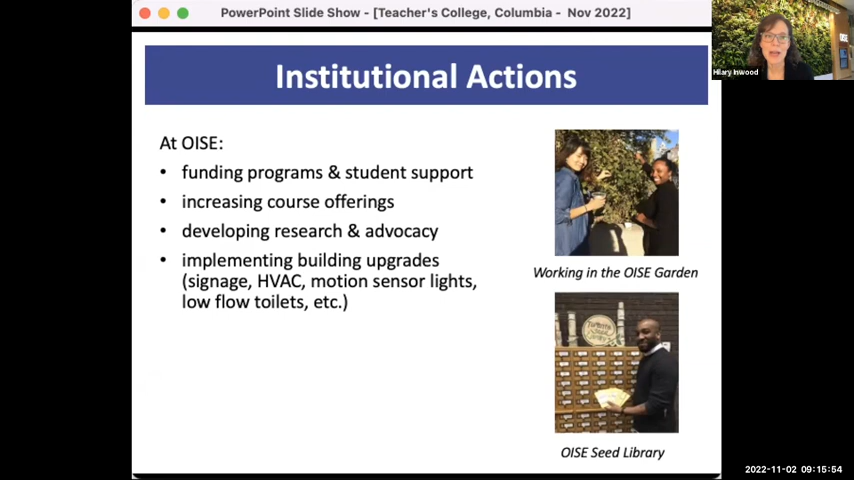 PowerPoint Slide Show - [Teacher's College, Columbia - Nov 2022]
Hilary Inwood
Institutional Actions
At OISE:
• funding programs & student support
• increasing course offerings
• developing research & advocacy
• implementing building upgrades
(signage, HVAC, motion sensor lights,
low flow toilets, etc.)
Working in the OISE Garden
OISE Seed Library
2022-11-02 09:15:54